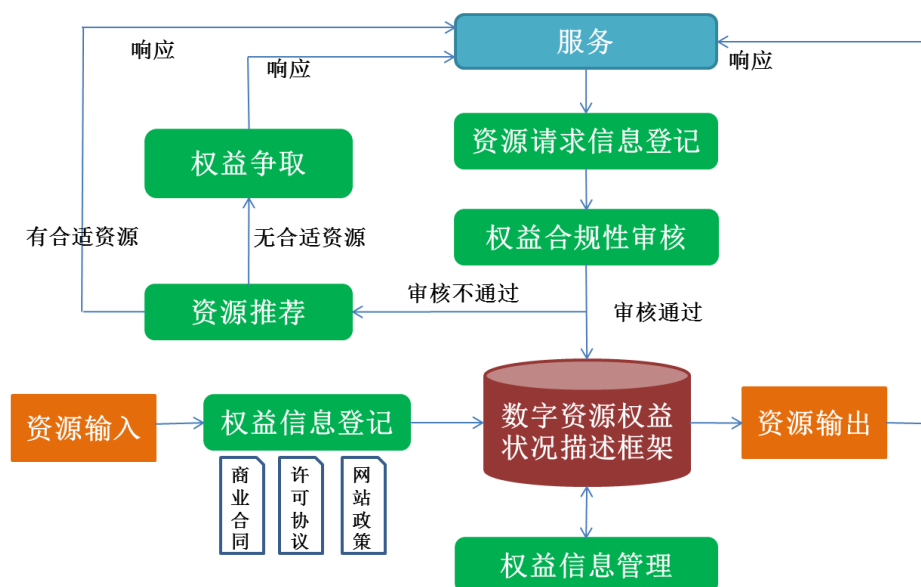 服务
响应
响应
响应
资源请求信息登记
权益争取
权益合规性审核
有合适资源
无合适资源
资源推荐
审核不通过
审核通过
资源输入
权益信息登记
数字资源权益
状况描述框架
资源输出
商业合同
许可协议
网站政策
权益信息管理